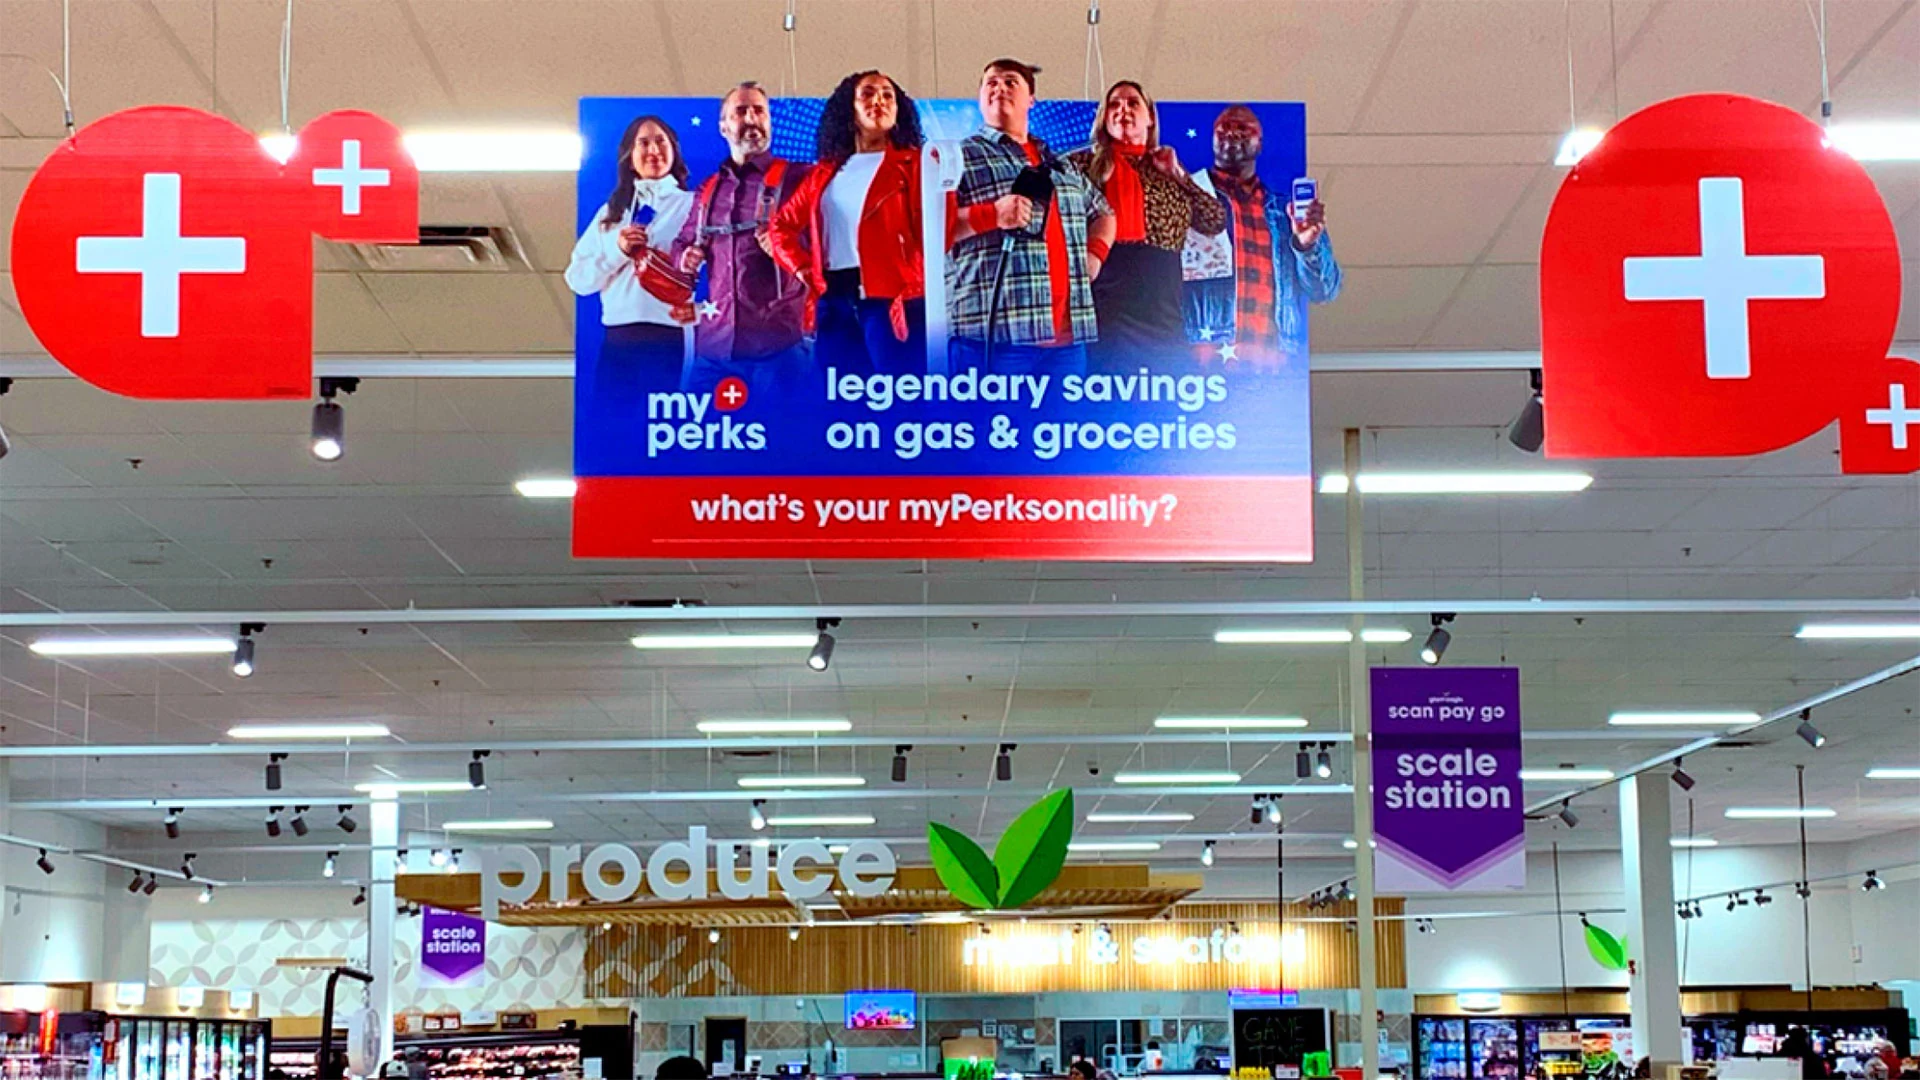 my+
perks
legendary savings
on gas & groceries
what's your myPerksonality?
scan pay go
scale
station
produce
scale
station
meat & seafood
GAME